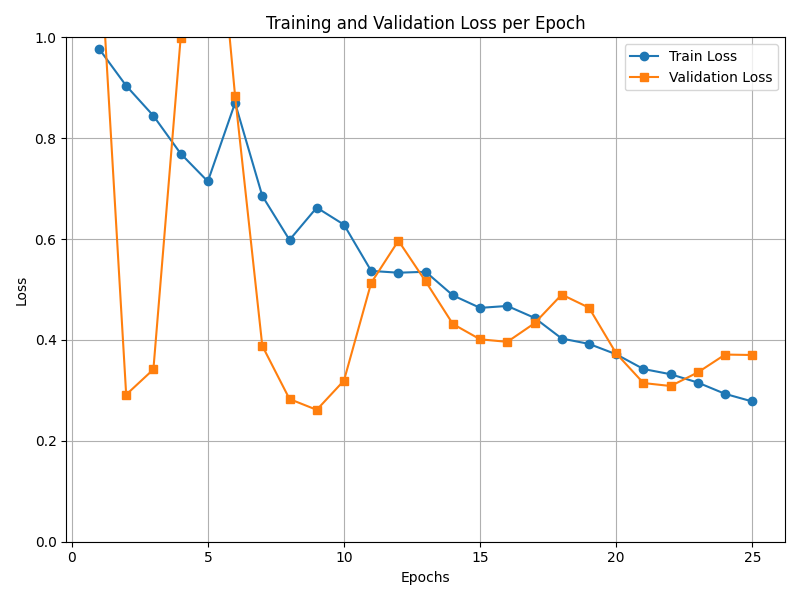 Training and Validation Loss per Epoch
Train Loss
Validation Loss
1.0
0.8
0.6
0.4
0.2
0.0
Loss
0 5 10 15 20 25
Epochs